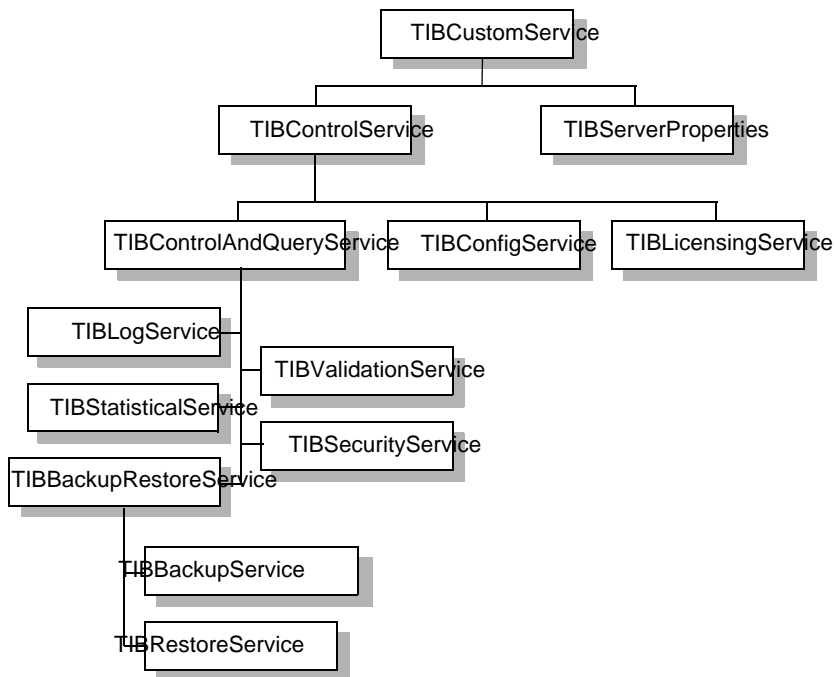 TIBCustomService
TIBControlService
TIBServerProperties
TIBControlAndQueryService
TIBConfigService
TIBLicensingService
TIBLogService
TIBValidationService
TIBStatisticalService
TIBSecurityService
TIBBackupRestoreService
TIBBackupService
TIBRestoreService